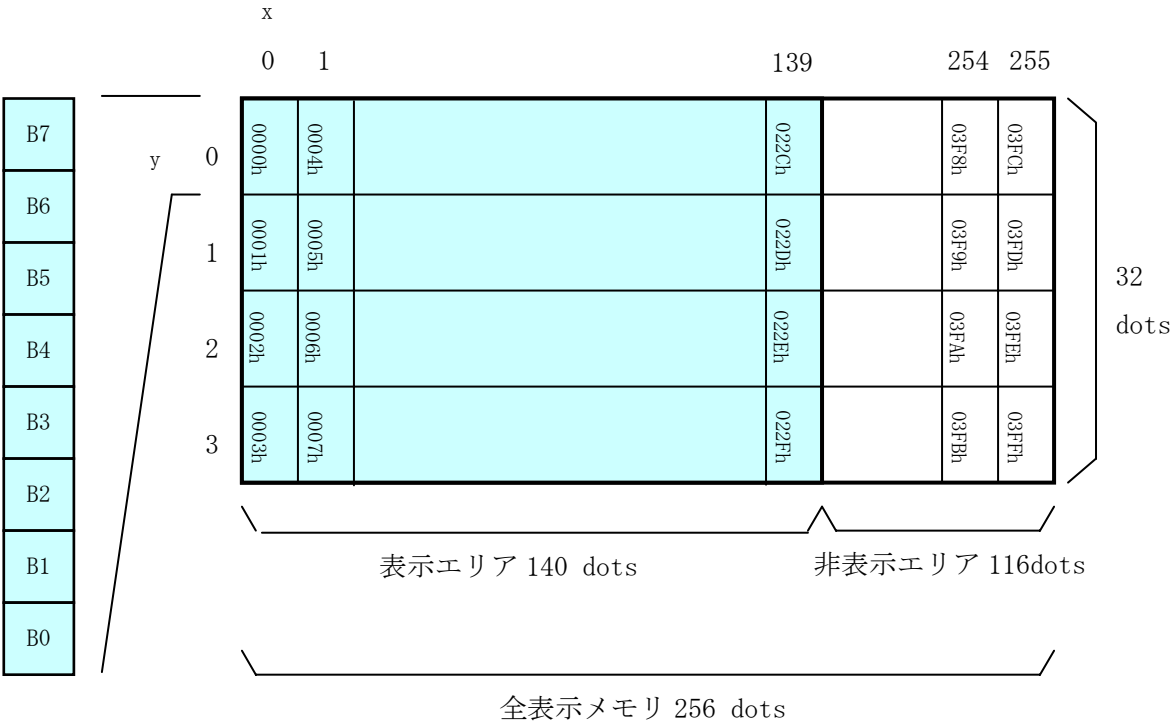 x
0 1 139 254 255
B7
B6
B5
B4
B3
B2
B1
B0
y 0
0000h 0004h 022Ch 03F8h 03FCh
1
0001h 0005h 022Dh 03F9h 03FDh
2
0002h 0006h 022Eh 03FAh 03FEh
3
0003h 0007h 022Fh 03FBh 03FFh
32
dots
表示エリア 140 dots
非表示エリア 116dots
全表示メモリ 256 dots